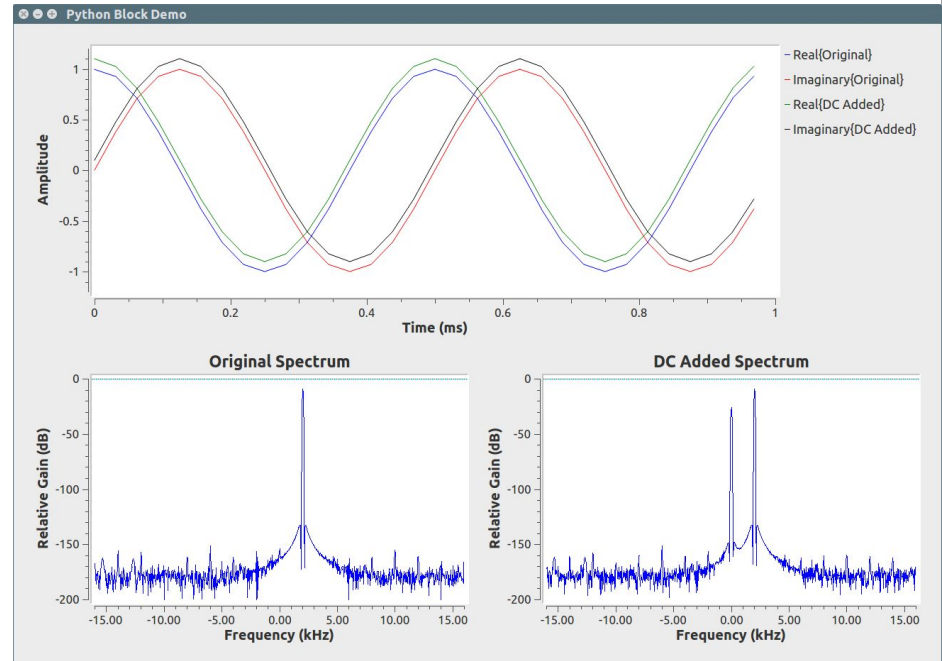 Python Block Demo
Real{Original}
Imaginary{Original}
Real{DC Added}
Imaginary{DC Added}
Amplitude
1
0.5
0
-0.5
-1
0 0.2 0.4 0.6 0.8 1
Time (ms)
Original Spectrum
Relative Gain (dB)
0
-50
-100
-150
-200
-15.00 -10.00 -5.00 0.00 5.00 10.00 15.00
Frequency (kHz)
DC Added Spectrum
Relative Gain (dB)
0
-50
-100
-150
-200
-15.00 -10.00 -5.00 0.00 5.00 10.00 15.00
Frequency (kHz)